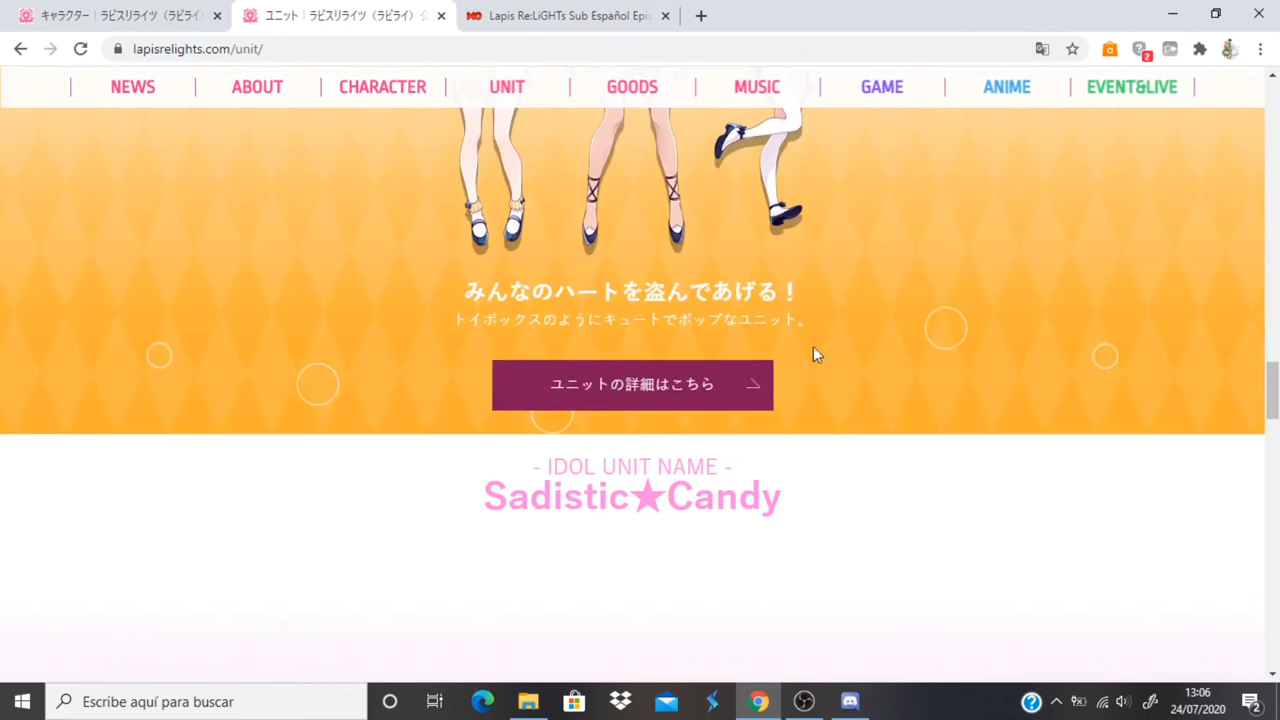 キャラクター｜ラピスリライツ（ラピライ）
ユニット｜ラピスリライツ（ラピライ）公
Lapis Re:LiGHTs Sub Español Epis
lapisrelights.com/unit/
2
NEWS ABOUT CHARACTER UNIT GOODS MUSIC GAME ANIME EVENT&LIVE
みんなのハートを盗んであげる！
トイボックスのようにキュートでポップなユニット。
ユニットの詳細はこちら
- IDOL UNIT NAME -
Sadistic★Candy
Escribe aquí para buscar
13:06
24/07/2020
2